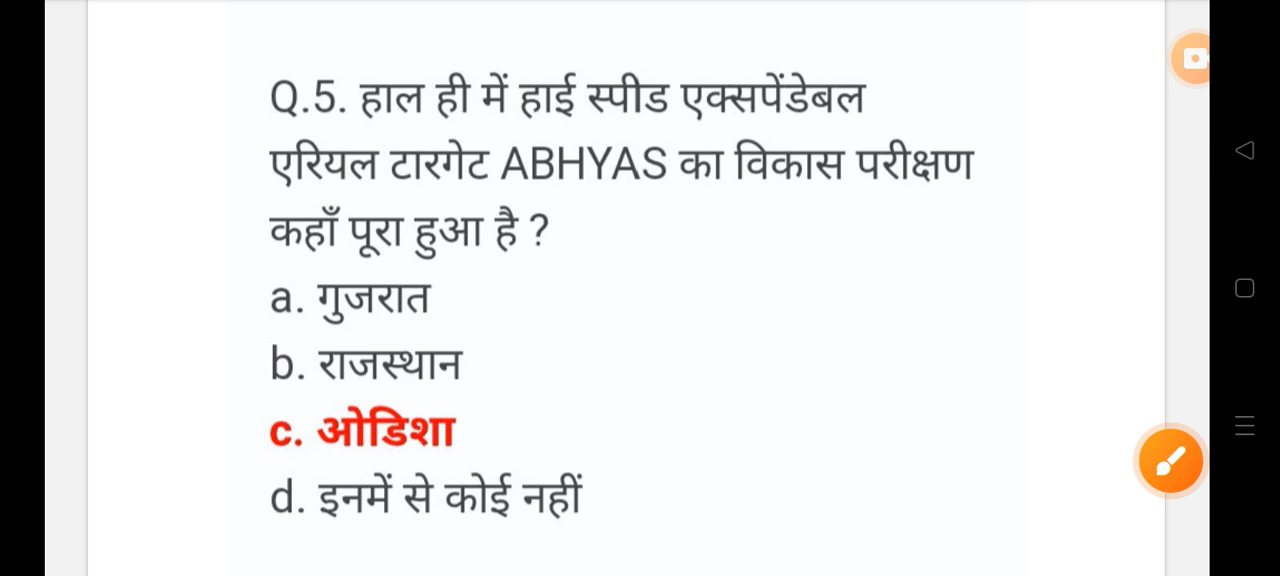 Q.5. हाल ही में हाई स्पीड एक्सपेंडेबल
एरियल टारगेट ABHYAS का विकास परीक्षण
कहाँ पूरा हुआ है ?
a. गुजरात
b. राजस्थान
c. ओडिशा
d. इनमें से कोई नहीं